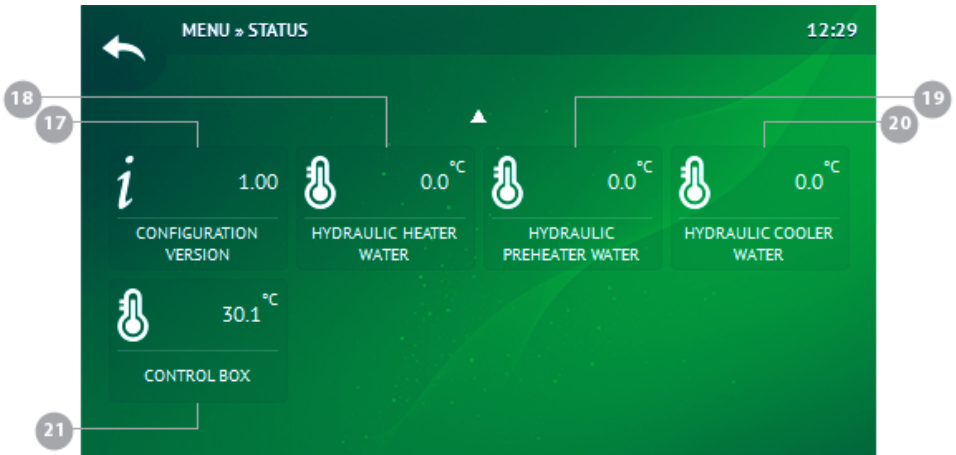 MENU » STATUS
12:29
18
19
17
20
i
1.00
0.0°C
0.0°C
0.0°C
CONFIGURATION
VERSION
HYDRAULIC HEATER
WATER
HYDRAULIC
PREHEATER WATER
HYDRAULIC COOLER
WATER
30.1°C
CONTROL BOX
21